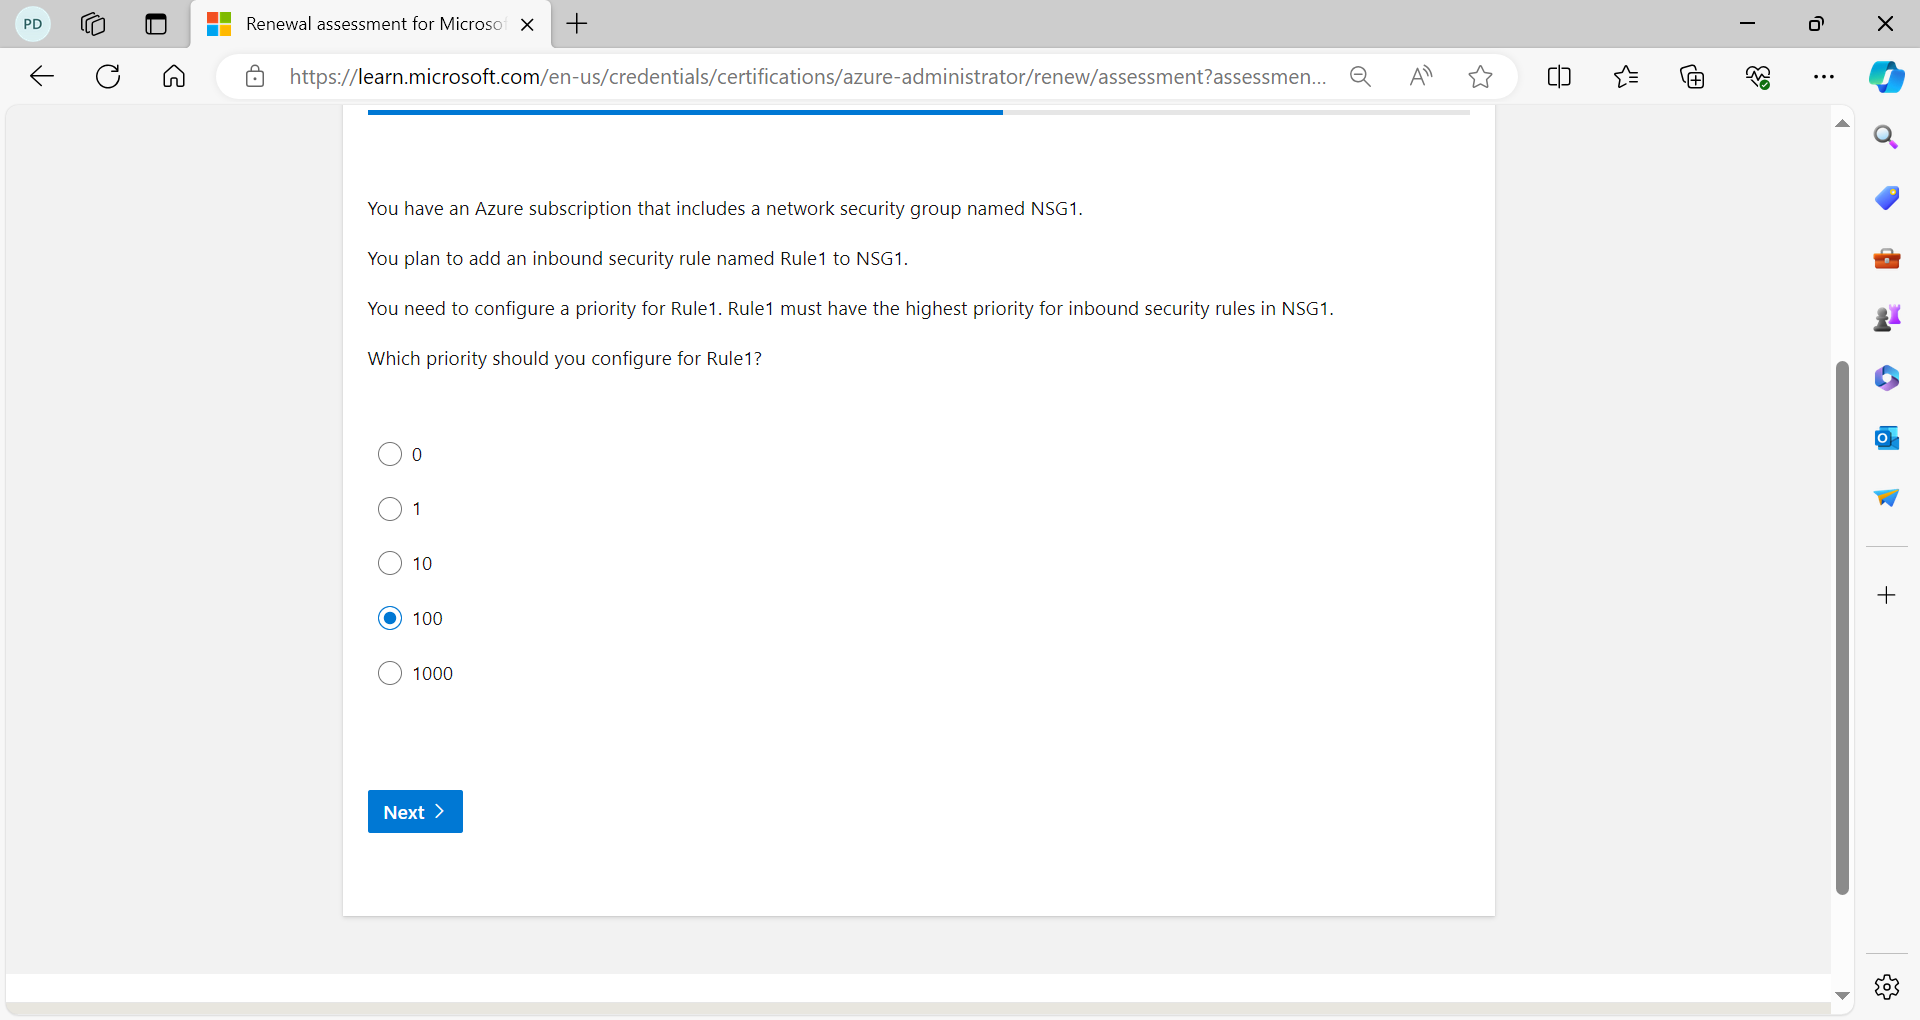 PD
Renewal assessment for Microsof
https://learn.microsoft.com/en-us/credentials/certifications/azure-administrator/renew/assessment?assessmen...
You have an Azure subscription that includes a network security group named NSG1.
You plan to add an inbound security rule named Rule1 to NSG1.
You need to configure a priority for Rule1. Rule1 must have the highest priority for inbound security rules in NSG1.
Which priority should you configure for Rule1?
0
1
10
100
1000
Next